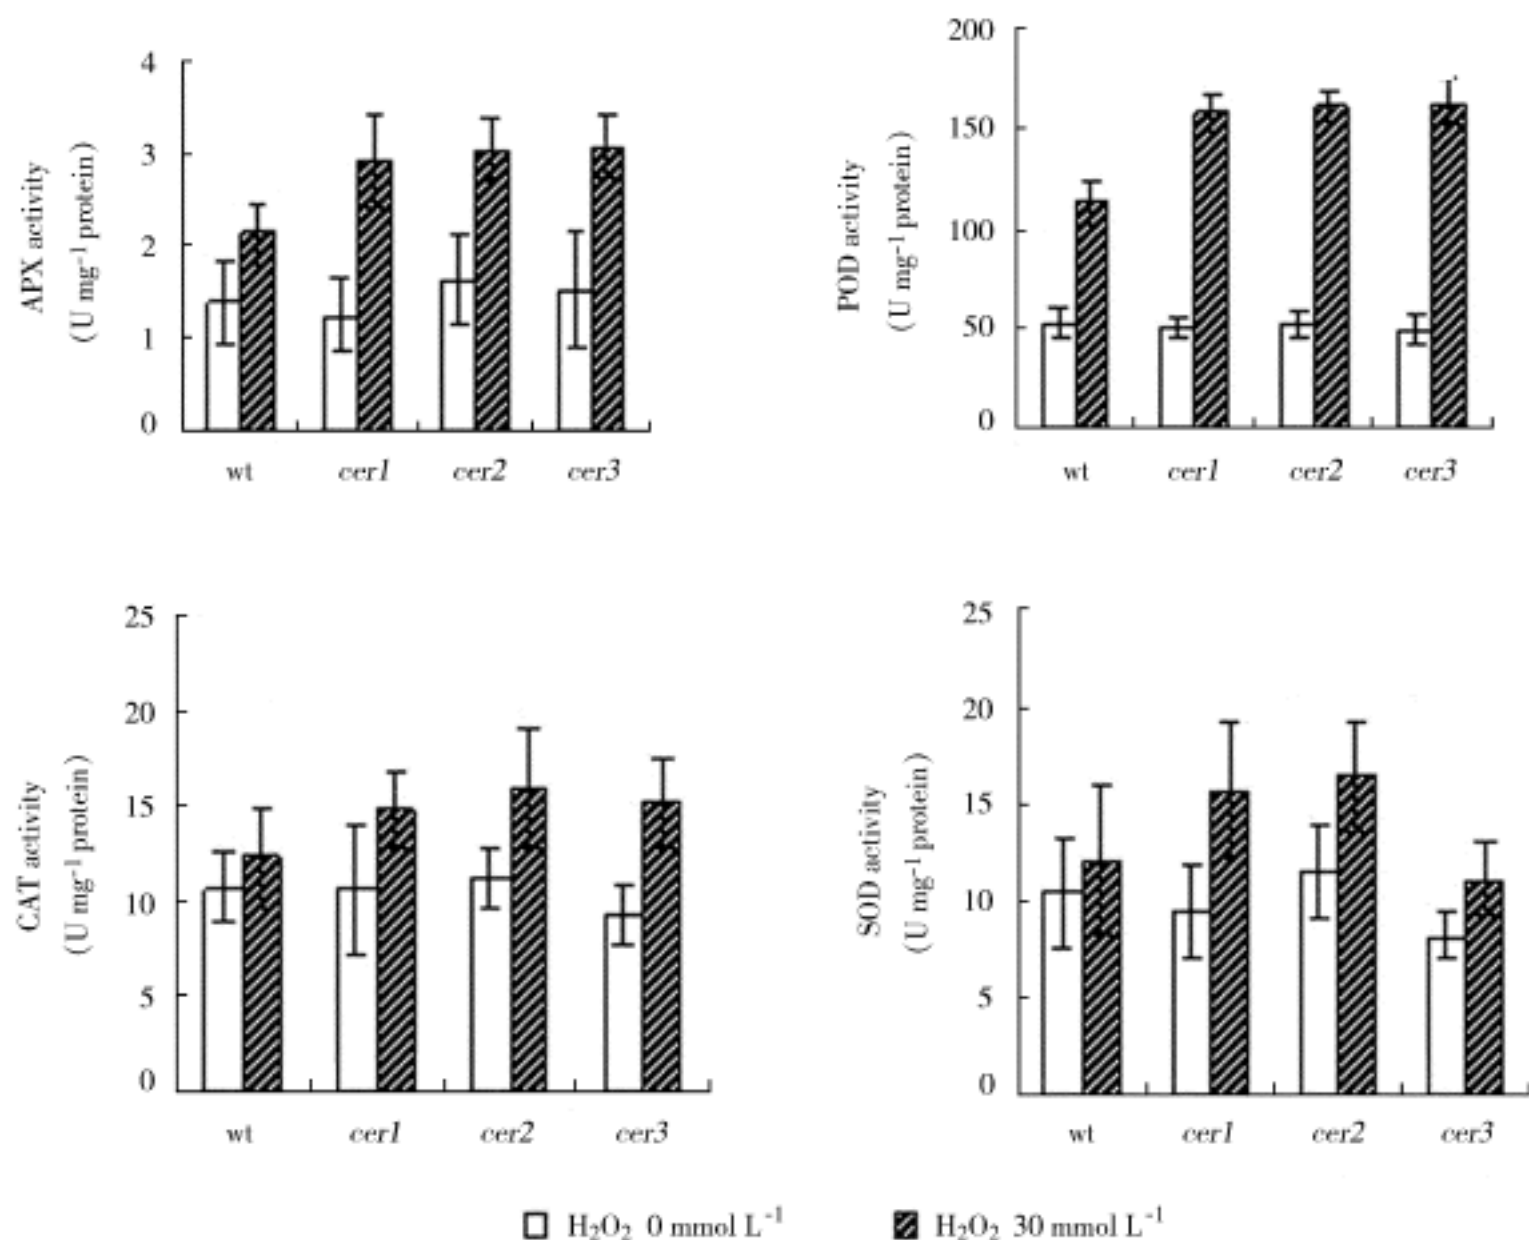 4
3
2
1
0
APX activity
(U mg⁻¹ protein)
wt cer1 cer2 cer3
200
150
100
50
0
POD activity
(U mg⁻¹ protein)
wt cer1 cer2 cer3
25
20
15
10
5
0
CAT activity
(U mg⁻¹ protein)
wt cer1 cer2 cer3
25
20
15
10
5
0
SOD activity
(U mg⁻¹ protein)
wt cer1 cer2 cer3
H₂O₂ 0 mmol L⁻¹ H₂O₂ 30 mmol L⁻¹